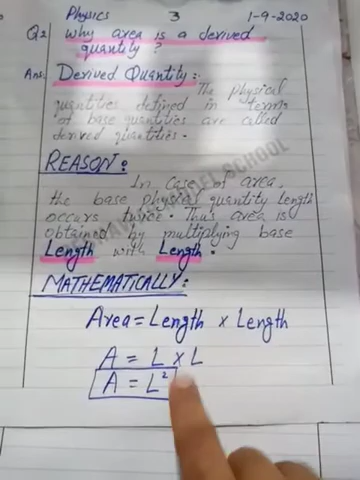 Physics 3 1-9-2020
Q2 Why area is a derived
quantity ?
Ans: Derived Quantity:-
The physical
quantities defined in terms
of base quantities are called
derived quantities.
REASON:
In case of area,
the base physical quantity length
occurs twice. Thus area is
obtained by multiplying base
Length with Length.
MATHEMATICALLY:
Area = Length × Length
A = L × L
A = L²